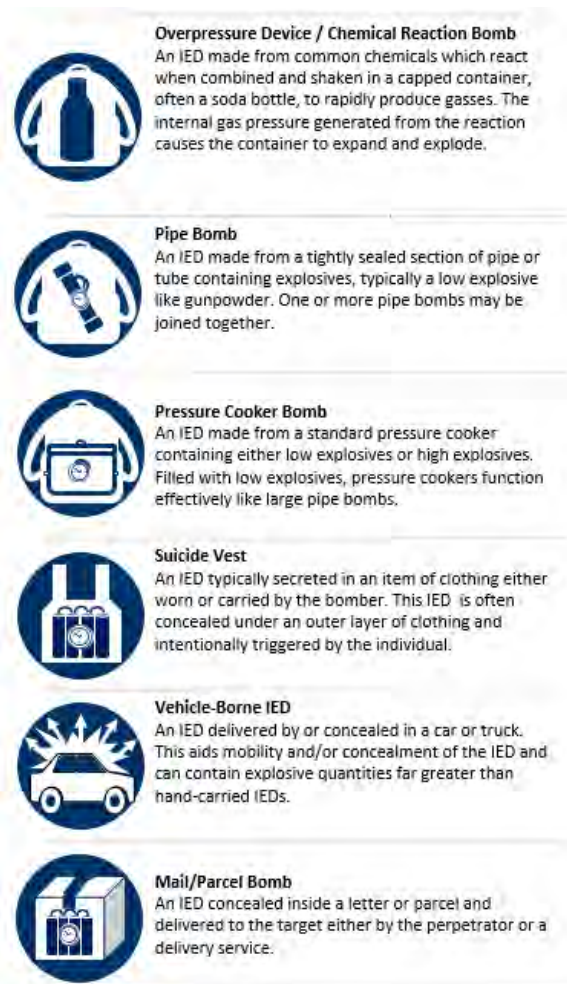 Overpressure Device / Chemical Reaction Bomb
An IED made from common chemicals which react
when combined and shaken in a capped container,
often a soda bottle, to rapidly produce gasses. The
internal gas pressure generated from the reaction
causes the container to expand and explode.
Pipe Bomb
An IED made from a tightly sealed section of pipe or
tube containing explosives, typically a low explosive
like gunpowder. One or more pipe bombs may be
joined together.
Pressure Cooker Bomb
An IED made from a standard pressure cooker
containing either low explosives or high explosives.
Filled with low explosives, pressure cookers function
effectively like large pipe bombs.
Suicide Vest
An IED typically secreted in an item of clothing either
worn or carried by the bomber. This IED is often
concealed under an outer layer of clothing and
intentionally triggered by the individual.
Vehicle-Borne IED
An IED delivered by or concealed in a car or truck.
This aids mobility and/or concealment of the IED and
can contain explosive quantities far greater than
hand-carried IEDs.
Mail/Parcel Bomb
An IED concealed inside a letter or parcel and
delivered to the target either by the perpetrator or a
delivery service.